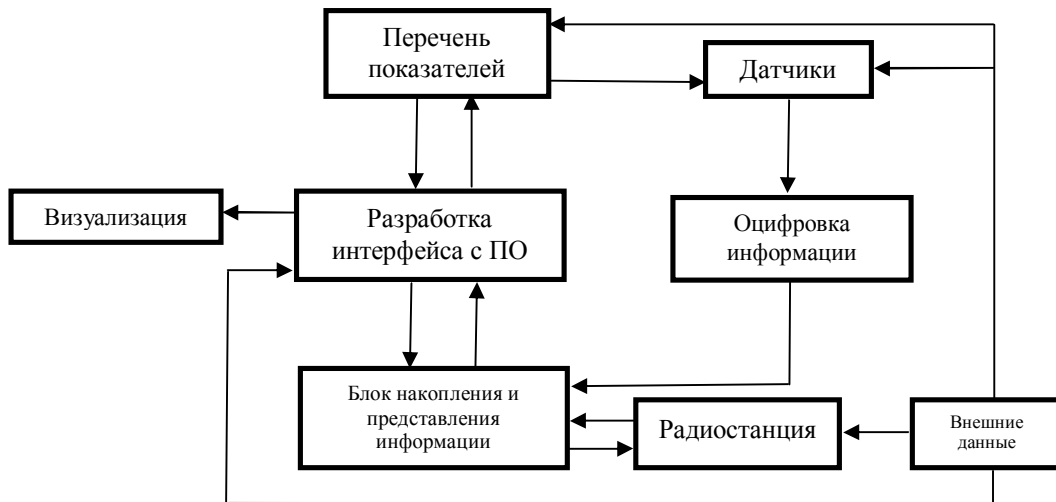 Перечень
показателей
Датчики
Визуализация
Разработка
интерфейса с ПО
Оцифровка
информации
Блок накопления и
представления
информации
Радиостанция
Внешние
данные